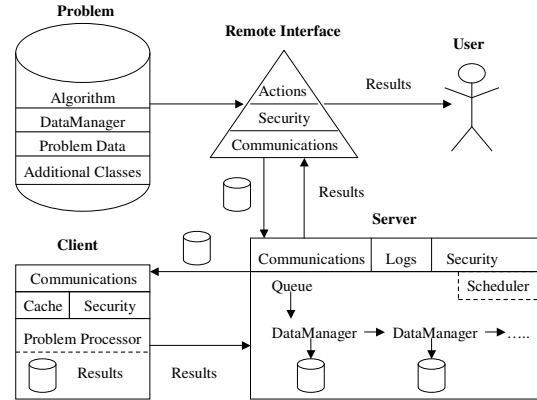 Problem
Algorithm
DataManager
Problem Data
Additional Classes
Remote Interface
Actions
Security
Communications
Results
User
Results
Client
Communications
Cache
Security
Problem Processor
Results
Results
Server
Communications
Logs
Security
Scheduler
Queue
DataManager
DataManager
.....